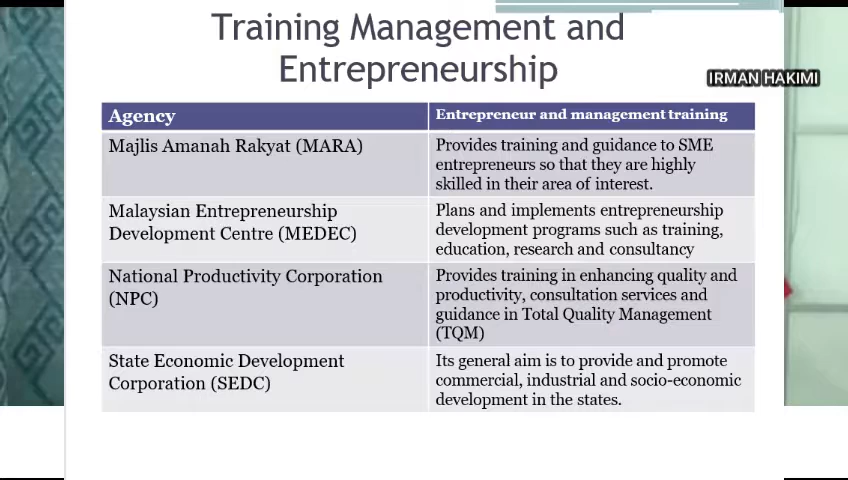 Training Management and
Entrepreneurship
IRMAN HAKIMI
Agency
Entrepreneur and management training
Majlis Amanah Rakyat (MARA)
Provides training and guidance to SME
entrepreneurs so that they are highly
skilled in their area of interest.
Malaysian Entrepreneurship
Development Centre (MEDEC)
Plans and implements entrepreneurship
development programs such as training,
education, research and consultancy
National Productivity Corporation
(NPC)
Provides training in enhancing quality and
productivity, consultation services and
guidance in Total Quality Management
(TQM)
State Economic Development
Corporation (SEDC)
Its general aim is to provide and promote
commercial, industrial and socio-economic
development in the states.